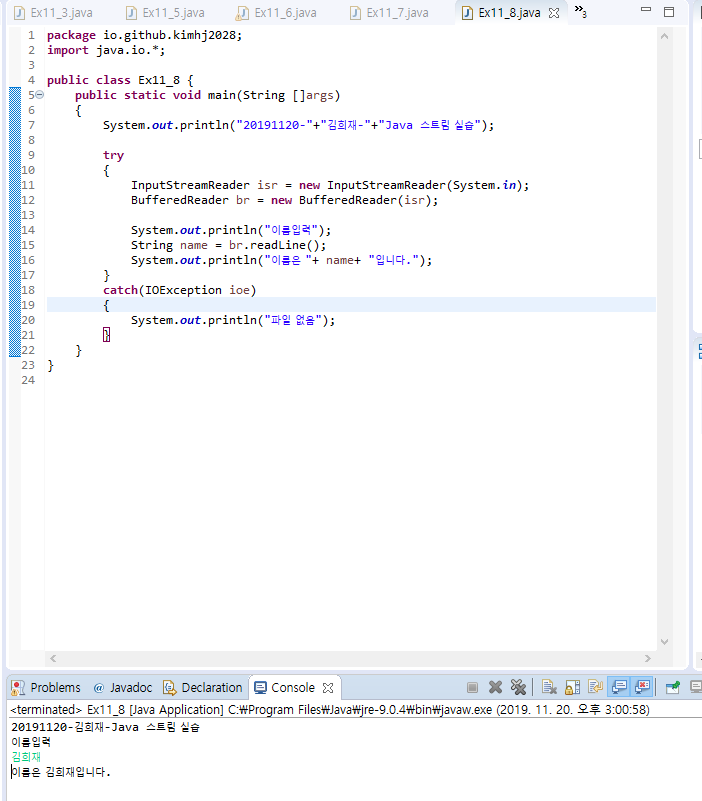 Ex11_3.java Ex11_5.java Ex11_6.java Ex11_7.java Ex11_8.java »3
1 package io.github.kimhj2028;
2 import java.io.*;
3
4 public class Ex11_8 {
5 public static void main(String []args)
6 {
7 System.out.println("20191120-"+"김희재-"+"Java 스트림 실습");
8
9 try
10 {
11 InputStreamReader isr = new InputStreamReader(System.in);
12 BufferedReader br = new BufferedReader(isr);
13
14 System.out.println("이름입력");
15 String name = br.readLine();
16 System.out.println("이름은 "+ name+ "입니다.");
17 }
18 catch(IOException ioe)
19 {
20 System.out.println("파일 없음");
21 }
22 }
23 }
24
Problems @ Javadoc Declaration Console
<terminated> Ex11_8 [Java Application] C:₩Program Files₩Java₩jre-9.0.4₩bin₩javaw.exe (2019. 11. 20. 오후 3:00:58)
20191120-김희재-Java 스트림 실습
이름입력
김희재
이름은 김희재입니다.